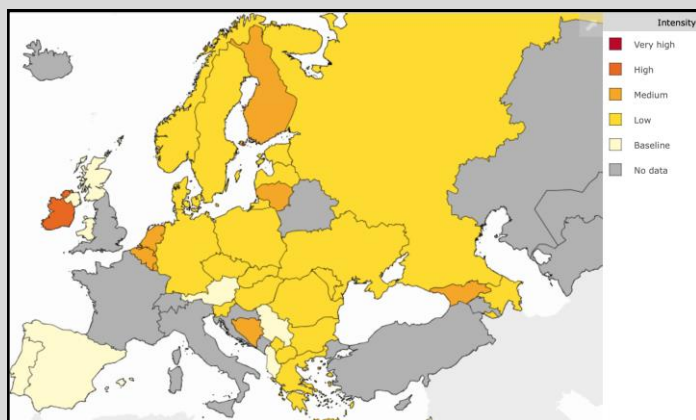 Intensity
Very high
High
Medium
Low
Baseline
No data